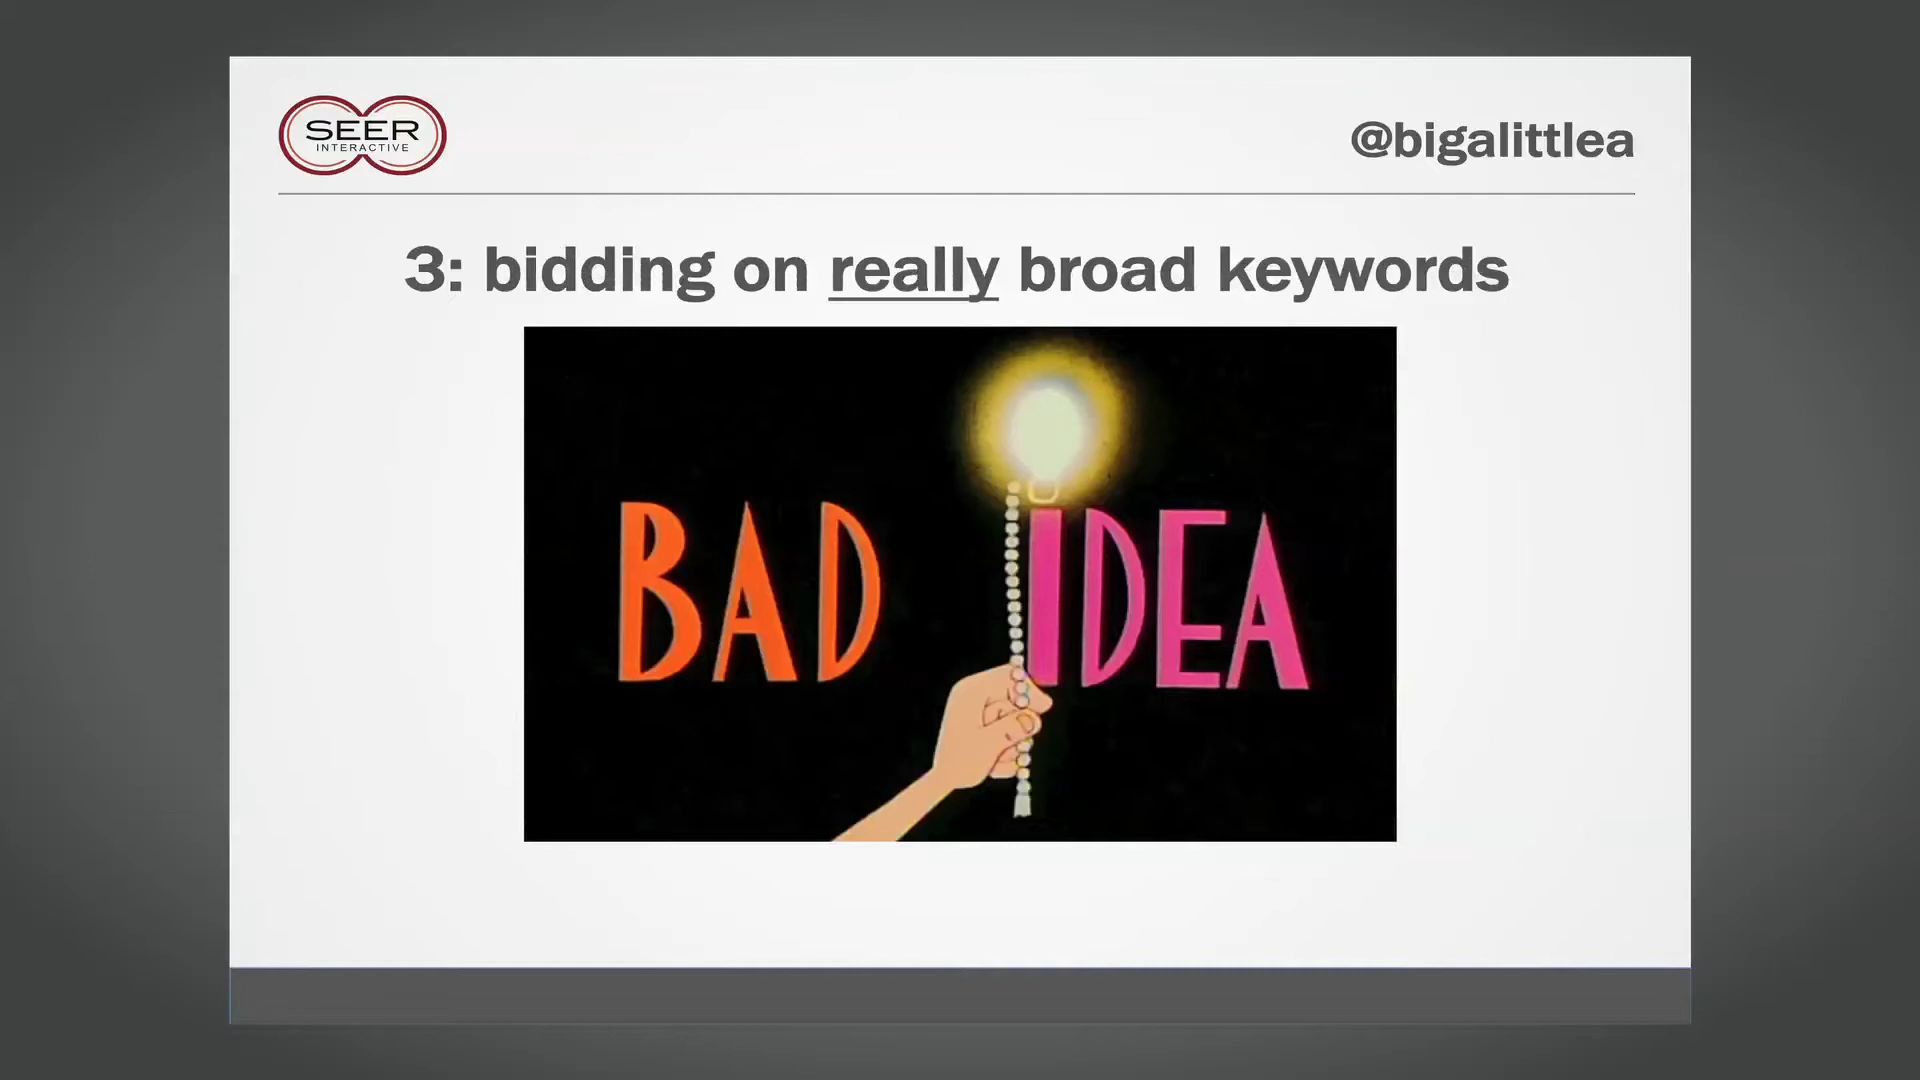 SEER
INTERACTIVE
@bigalittlea
3: bidding on really broad keywords
BAD IDEA